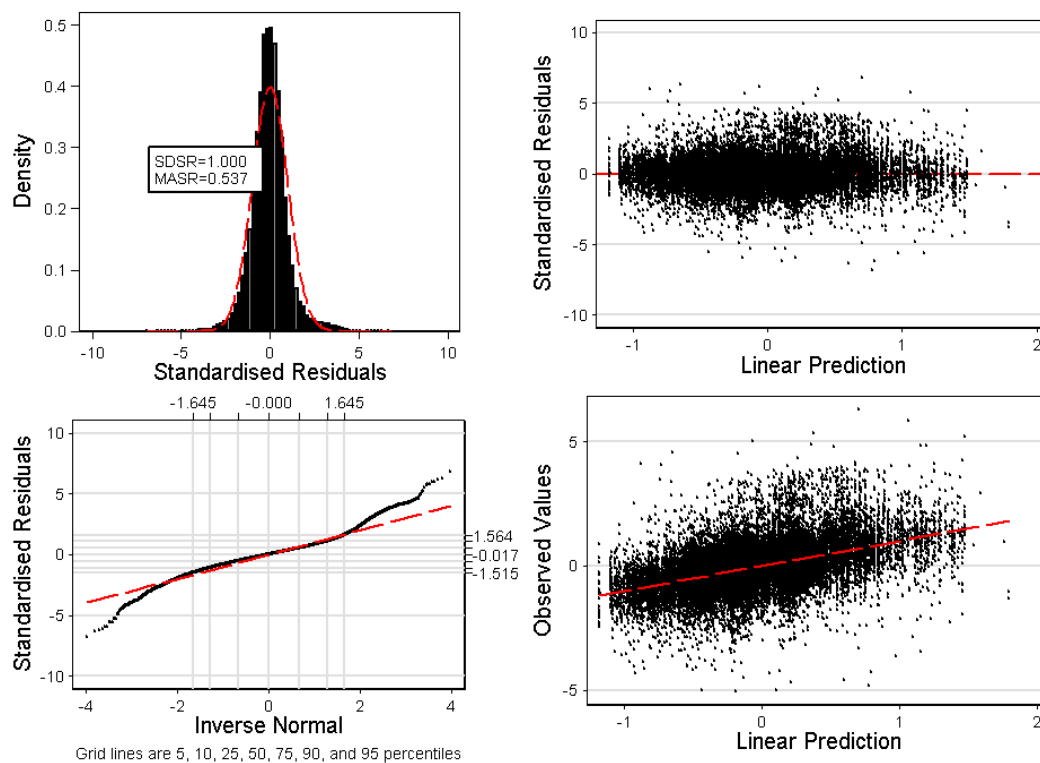 0.5
0.4
0.3
0.2
0.1
0.0
Density
SDSR=1.000
MASR=0.537
-10 -5 0 5 10
Standardised Residuals
10
5
0
-5
-10
Standardised Residuals
-1 0 1 2
Linear Prediction
-1.645 -0.000 1.645
10
5
0
-5
-10
Standardised Residuals
1.564
-0.017
-1.515
-4 -2 0 2 4
Inverse Normal
Grid lines are 5, 10, 25, 50, 75, 90, and 95 percentiles
5
0
-5
Observed Values
-1 0 1 2
Linear Prediction